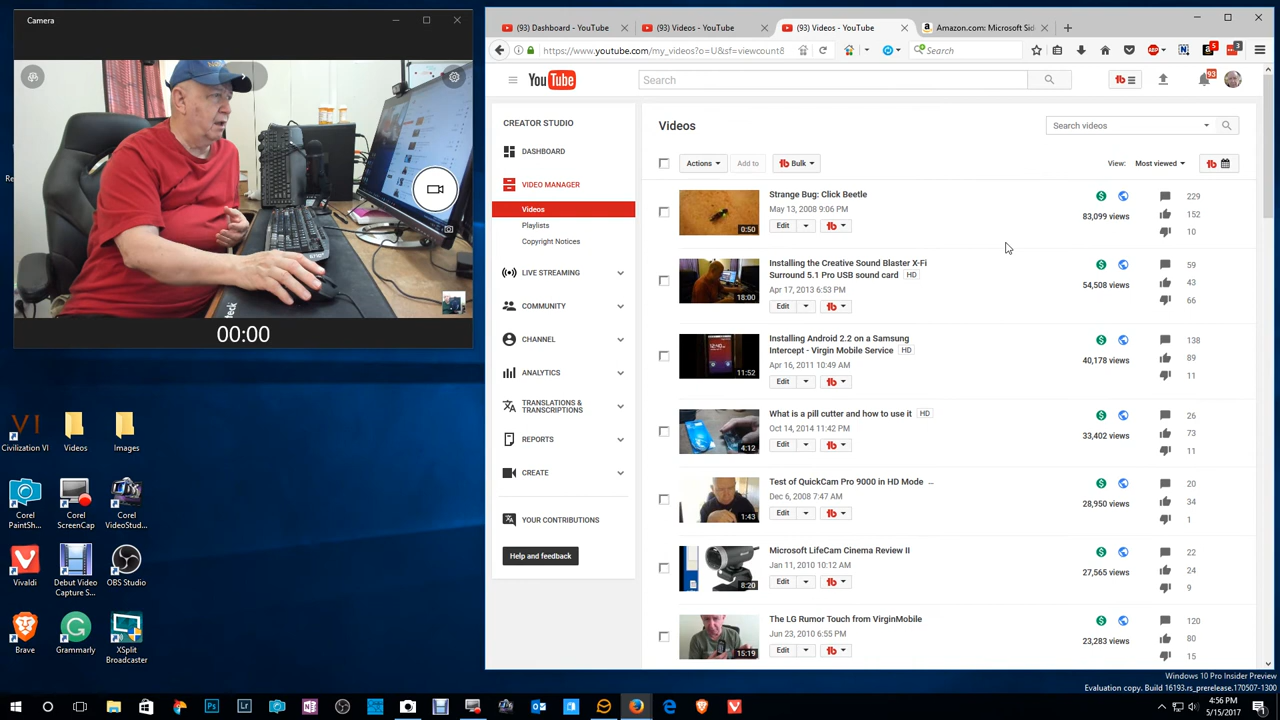 Camera
00:00
Civilization VI
Videos
Images
Corel
PaintSh...
Corel
ScreenCap
Corel
VideoStud...
Vivaldi
Debut Video
Capture S...
OBS Studio
Brave
Grammarly
XSplit
Broadcaster
(93) Dashboard - YouTube
(93) Videos - YouTube
(93) Videos - YouTube
Amazon.com: Microsoft Sid
https://www.youtube.com/my_videos?o=U&sf=viewcount8
Search
YouTube
Search
93
CREATOR STUDIO
DASHBOARD
VIDEO MANAGER
Videos
Playlists
Copyright Notices
LIVE STREAMING
COMMUNITY
CHANNEL
ANALYTICS
TRANSLATIONS &
TRANSCRIPTIONS
REPORTS
CREATE
YOUR CONTRIBUTIONS
Help and feedback
Videos
Search videos
Actions
Add to
Bulk
View: Most viewed
Strange Bug: Click Beetle
May 13, 2008 9:06 PM
0:50
Edit
83,099 views
229
152
10
Installing the Creative Sound Blaster X-Fi
Surround 5.1 Pro USB sound card HD
Apr 17, 2013 6:53 PM
18:00
Edit
54,508 views
59
43
66
Installing Android 2.2 on a Samsung
Intercept - Virgin Mobile Service HD
Apr 16, 2011 10:49 AM
11:52
Edit
40,178 views
138
89
11
What is a pill cutter and how to use it HD
Oct 14, 2014 11:42 PM
4:12
Edit
33,402 views
26
73
11
Test of QuickCam Pro 9000 in HD Mode ...
Dec 6, 2008 7:47 AM
1:43
Edit
28,950 views
20
34
1
Microsoft LifeCam Cinema Review II
Jan 11, 2010 10:12 AM
8:20
Edit
27,565 views
22
24
9
The LG Rumor Touch from VirginMobile
Jun 23, 2010 6:55 PM
15:19
Edit
23,283 views
120
80
15
Windows 10 Pro Insider Preview
Evaluation copy. Build 16193.rs_prerelease.170507-1300
4:56 PM
5/15/2017